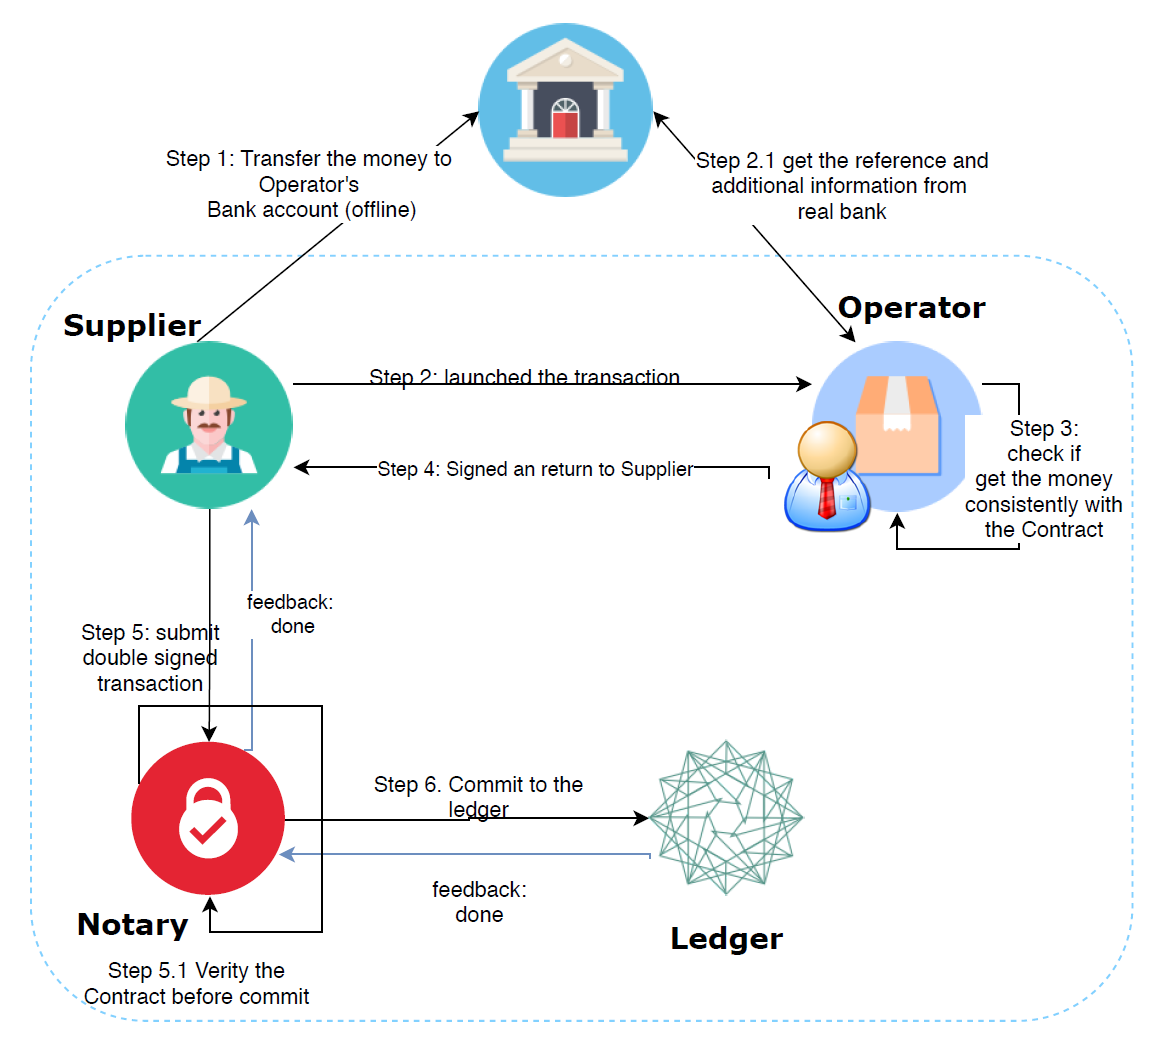 Step 1: Transfer the money to
Operator's
Bank account (offline)
Step 2.1 get the reference and
additional information from
real bank
Supplier
Operator
Step 2: launched the transaction
Step 3:
check if
get the money
consistently with
the Contract
Step 4: Signed an return to Supplier
feedback:
done
Step 5: submit
double signed
transaction
Step 6. Commit to the
ledger
feedback:
done
Notary
Ledger
Step 5.1 Verity the
Contract before commit